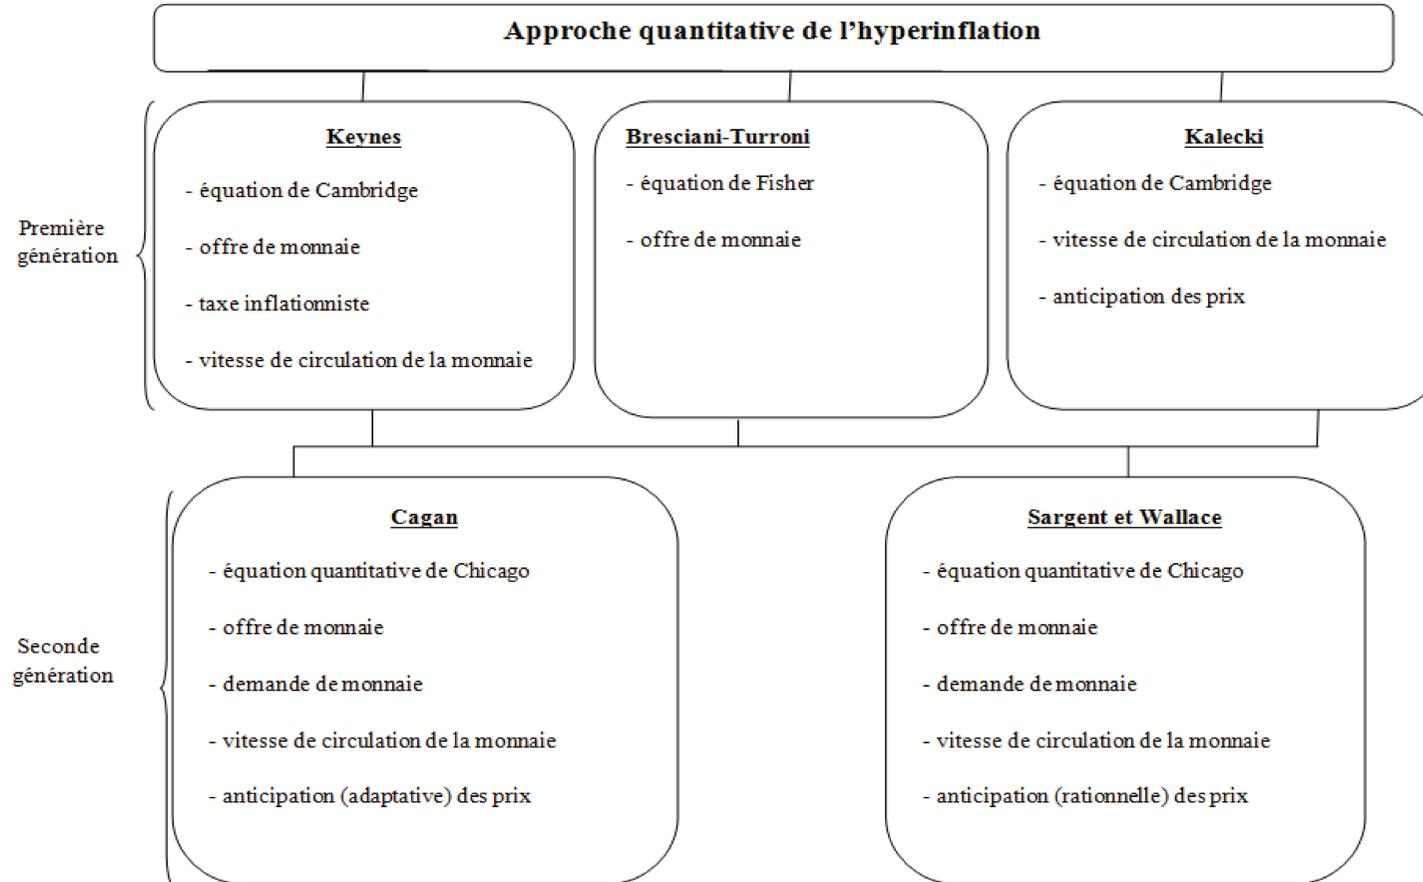 Approche quantitative de l’hyperinflation
Première
génération
Keynes
- équation de Cambridge
- offre de monnaie
- taxe inflationniste
- vitesse de circulation de la monnaie
Bresciani-Turroni
- équation de Fisher
- offre de monnaie
Kalecki
- équation de Cambridge
- vitesse de circulation de la monnaie
- anticipation des prix
Seconde
génération
Cagan
- équation quantitative de Chicago
- offre de monnaie
- demande de monnaie
- vitesse de circulation de la monnaie
- anticipation (adaptative) des prix
Sargent et Wallace
- équation quantitative de Chicago
- offre de monnaie
- demande de monnaie
- vitesse de circulation de la monnaie
- anticipation (rationnelle) des prix